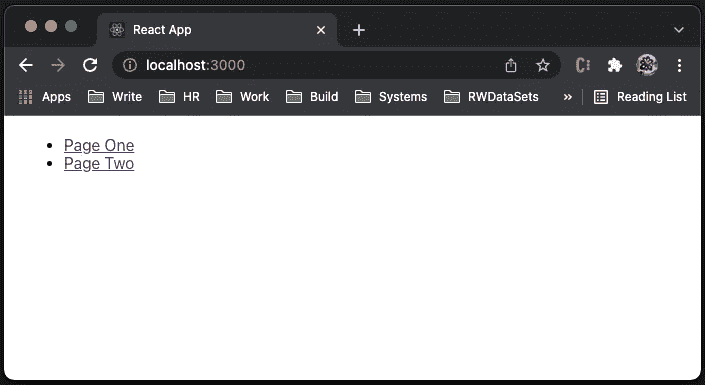 React App
localhost:3000
Apps Write HR Work Build Systems RWDataSets » Reading List
Page One
Page Two